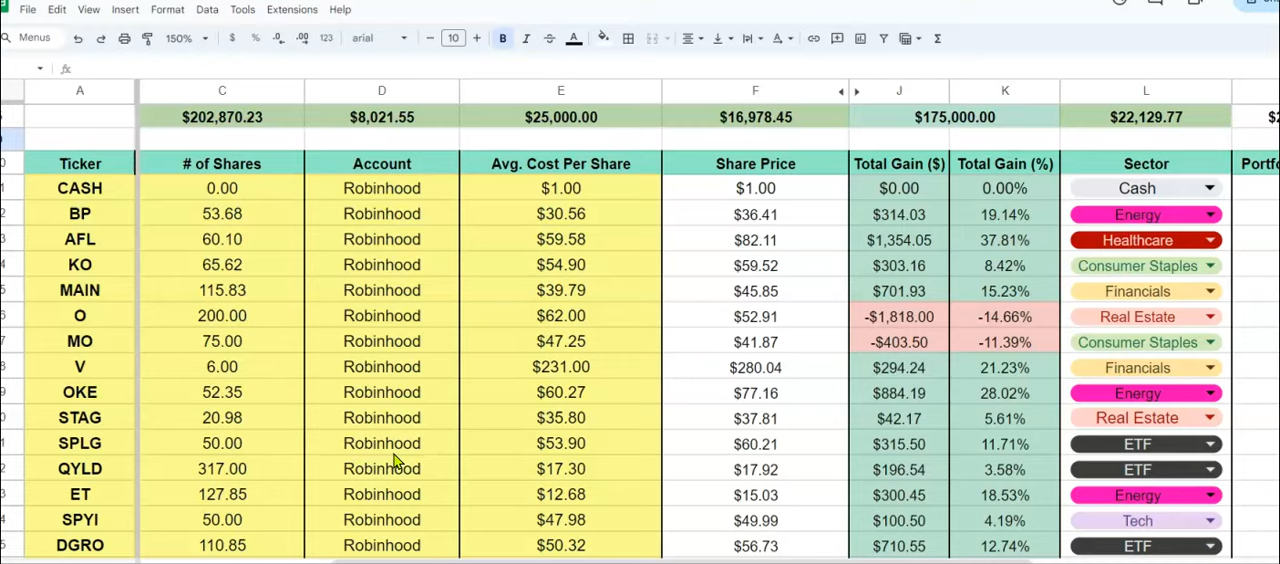 File Edit View Insert Format Data Tools Extensions Help
Menus 150% $ % .0 .00 123 arial − 10 + B I A Σ
fx
A C D E F J K L
$202,870.23 $8,021.55 $25,000.00 $16,978.45 $175,000.00 $22,129.77
Ticker # of Shares Account Avg. Cost Per Share Share Price Total Gain ($) Total Gain (%) Sector
CASH 0.00 Robinhood $1.00 $1.00 $0.00 0.00% Cash
BP 53.68 Robinhood $30.56 $36.41 $314.03 19.14% Energy
AFL 60.10 Robinhood $59.58 $82.11 $1,354.05 37.81% Healthcare
KO 65.62 Robinhood $54.90 $59.52 $303.16 8.42% Consumer Staples
MAIN 115.83 Robinhood $39.79 $45.85 $701.93 15.23% Financials
O 200.00 Robinhood $62.00 $52.91 -$1,818.00 -14.66% Real Estate
MO 75.00 Robinhood $47.25 $41.87 -$403.50 -11.39% Consumer Staples
V 6.00 Robinhood $231.00 $280.04 $294.24 21.23% Financials
OKE 52.35 Robinhood $60.27 $77.16 $884.19 28.02% Energy
STAG 20.98 Robinhood $35.80 $37.81 $42.17 5.61% Real Estate
SPLG 50.00 Robinhood $53.90 $60.21 $315.50 11.71% ETF
QYLD 317.00 Robinhood $17.30 $17.92 $196.54 3.58% ETF
ET 127.85 Robinhood $12.68 $15.03 $300.45 18.53% Energy
SPYI 50.00 Robinhood $47.98 $49.99 $100.50 4.19% Tech
DGRO 110.85 Robinhood $50.32 $56.73 $710.55 12.74% ETF